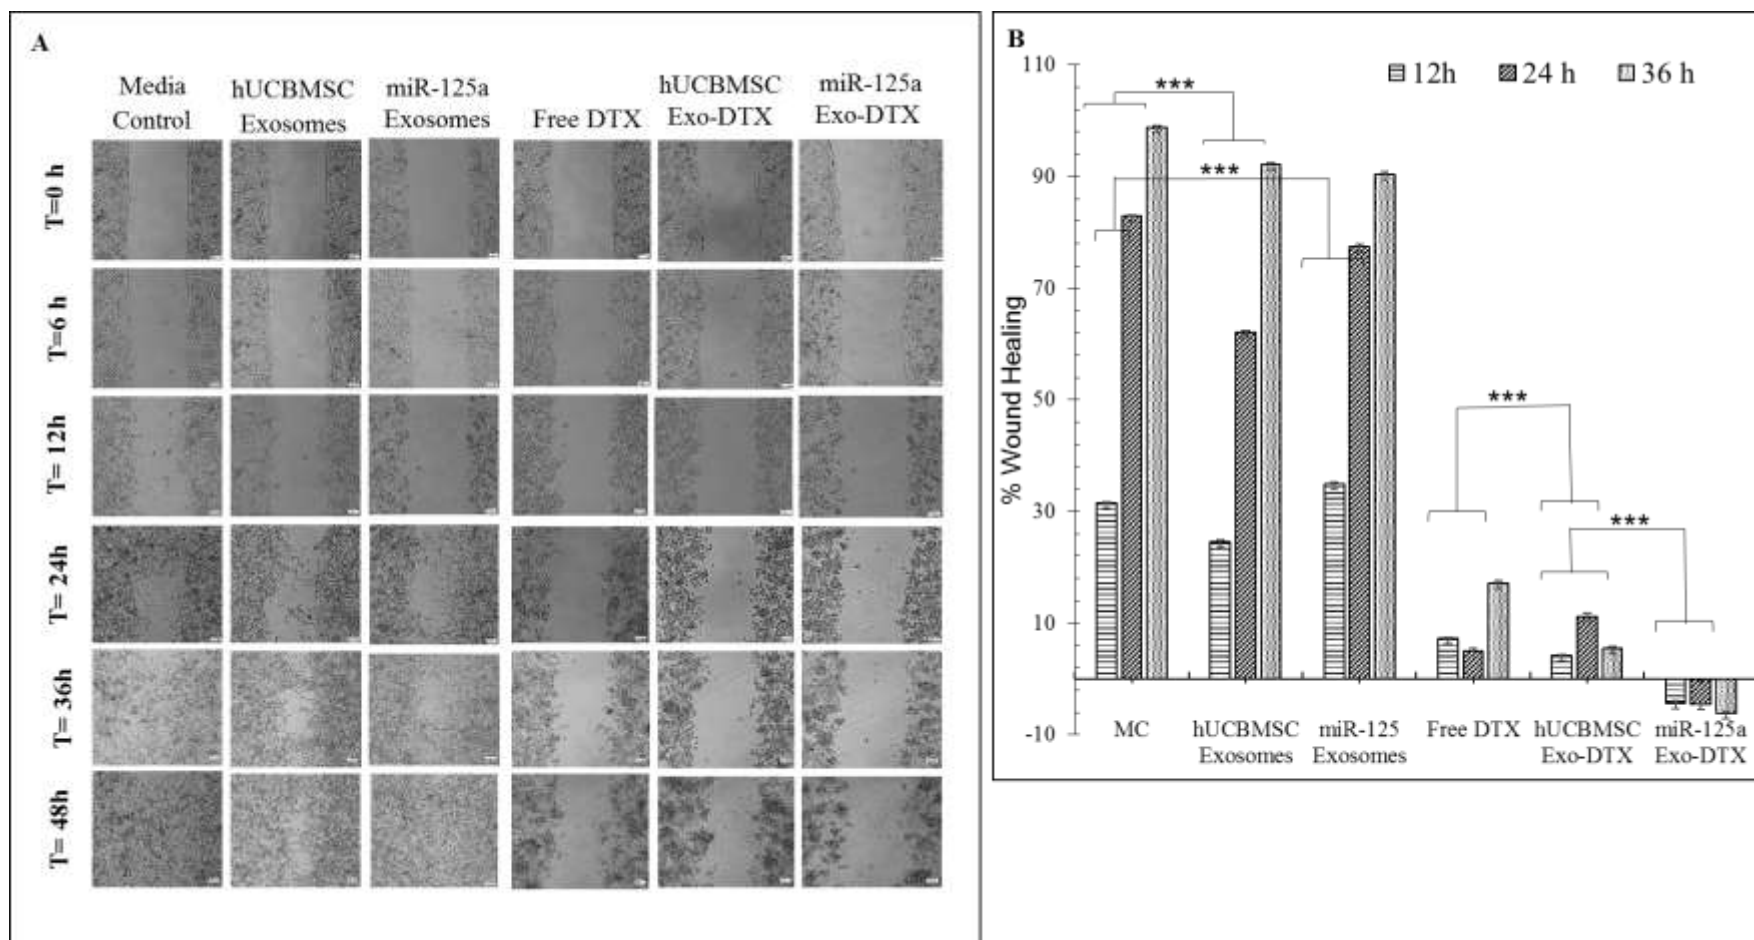 A
Media Control
hUCBMSC Exosomes
miR-125a Exosomes
Free DTX
hUCBMSC Exo-DTX
miR-125a Exo-DTX
T=0 h
T=6 h
T= 12h
T= 24h
T= 36h
T= 48h
B
12h
24 h
36 h
% Wound Healing
110
90
70
50
30
10
-10
***
***
***
***
MC
hUCBMSC Exosomes
miR-125 Exosomes
Free DTX
hUCBMSC Exo-DTX
miR-125a Exo-DTX